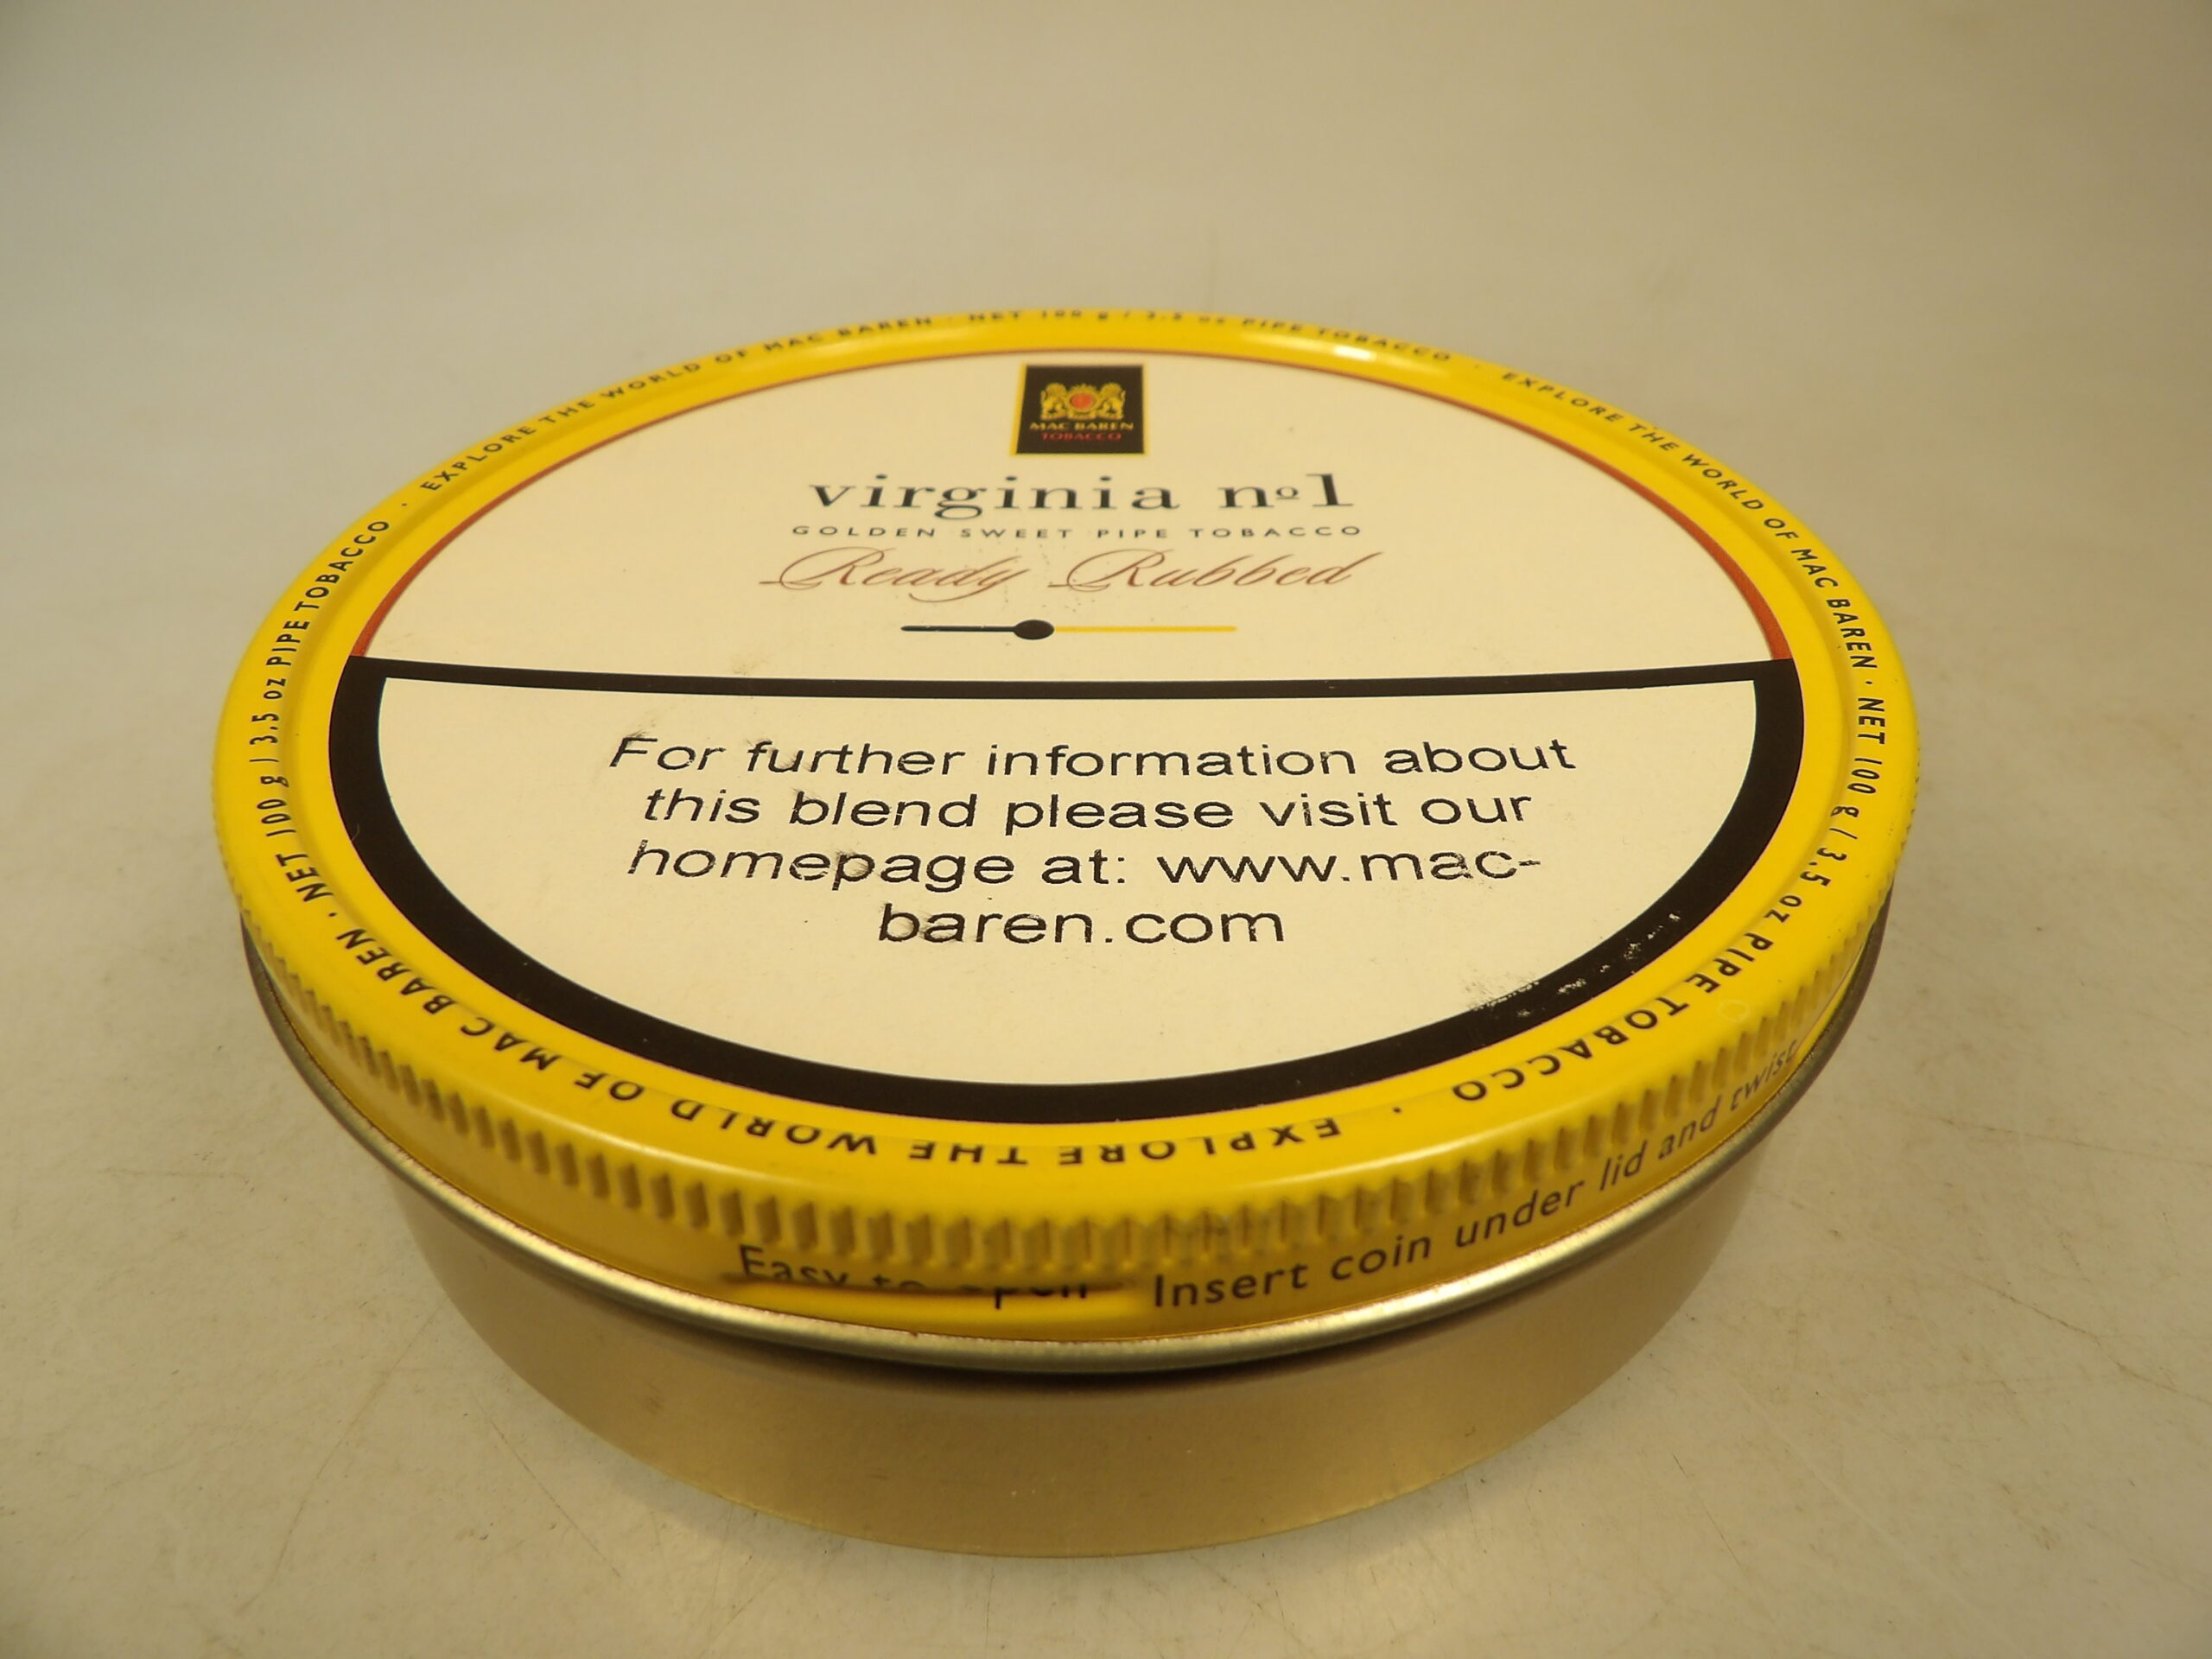 MAC BAREN
TOBACCO
virginia nº1
GOLDEN SWEET PIPE TOBACCO
Ready Rubbed
For further information about
this blend please visit our
homepage at: www.mac-
baren.com
EXPLORE THE WORLD OF MAC BAREN · NET 100 g / 3.5 oz PIPE TOBACCO · EXPLORE THE WORLD OF MAC BAREN · NET 100 g / 3.5 oz PIPE TOBACCO · EXPLORE THE WORLD OF MAC BAREN · NET 100 g / 3.5 oz PIPE TOBACCO ·
Easy to open Insert coin under lid and twist